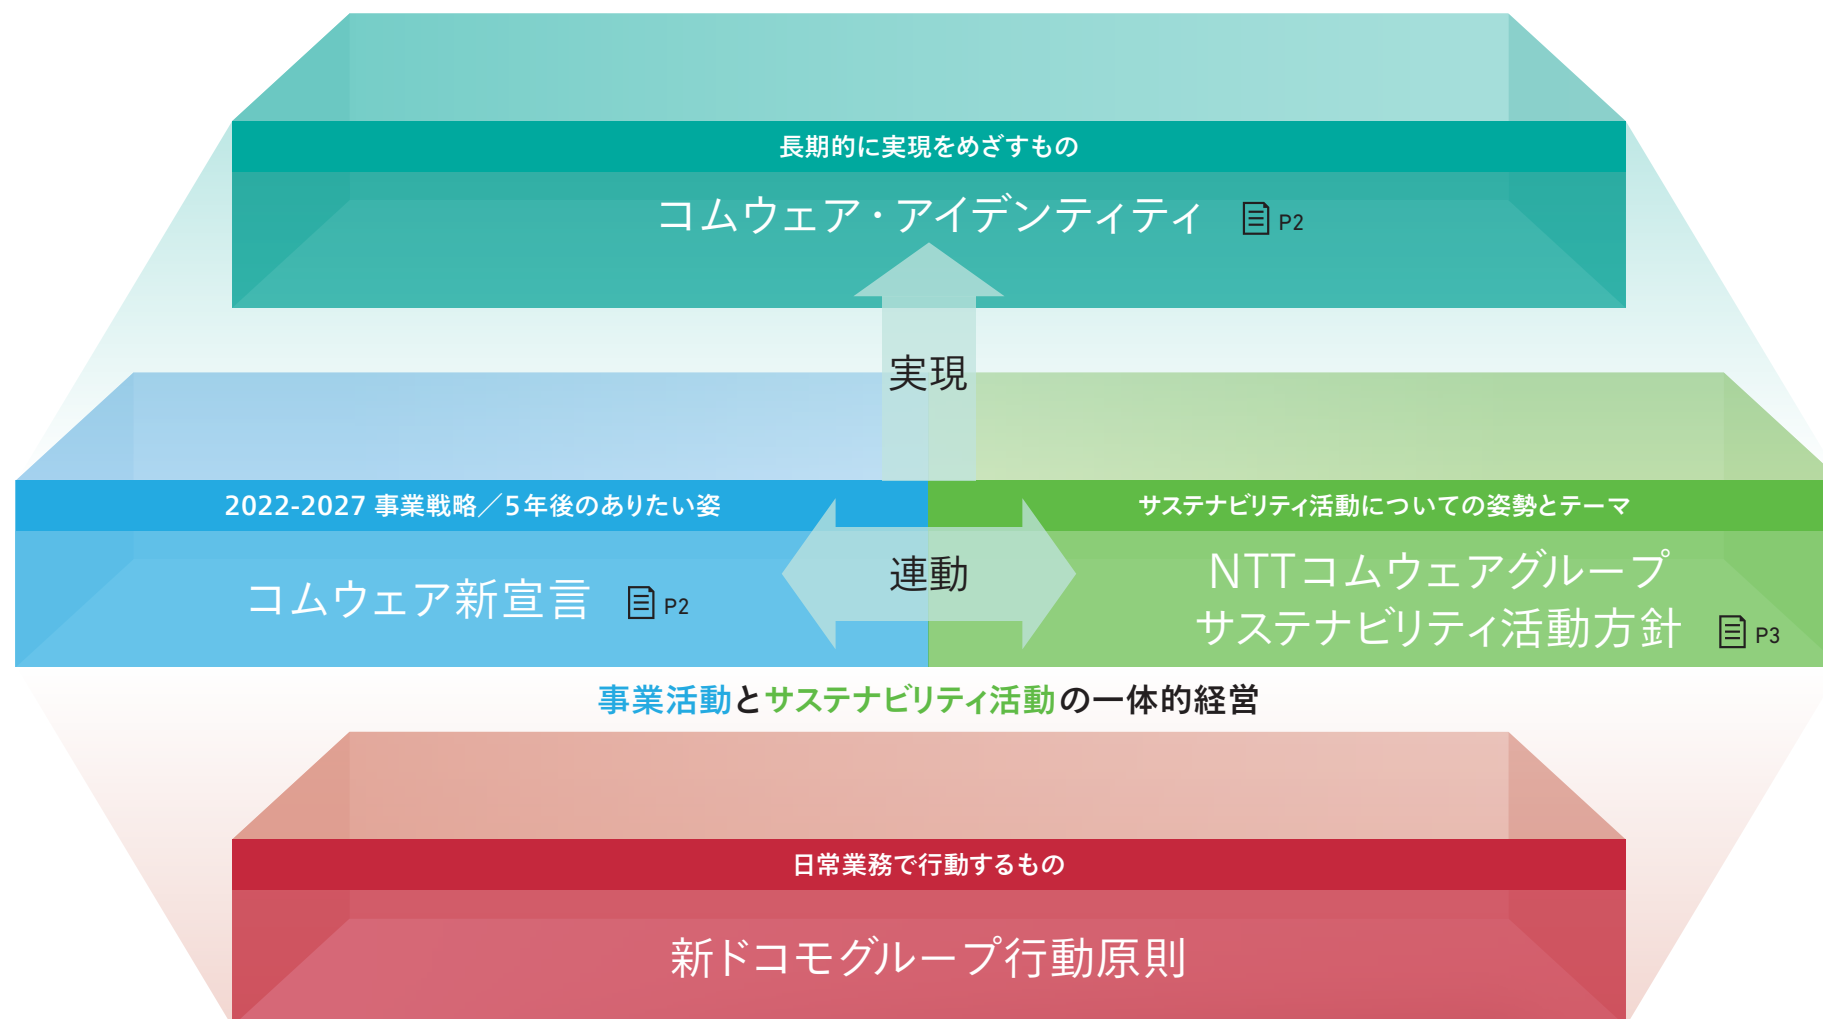 長期的に実現をめざすもの
コムウェア・アイデンティティ P2
実現
2022-2027 事業戦略／5年後のありたい姿
コムウェア新宣言 P2
連動
サステナビリティ活動についての姿勢とテーマ
NTTコムウェアグループ
サステナビリティ活動方針 P3
事業活動とサステナビリティ活動の一体的経営
日常業務で行動するもの
新ドコモグループ行動原則